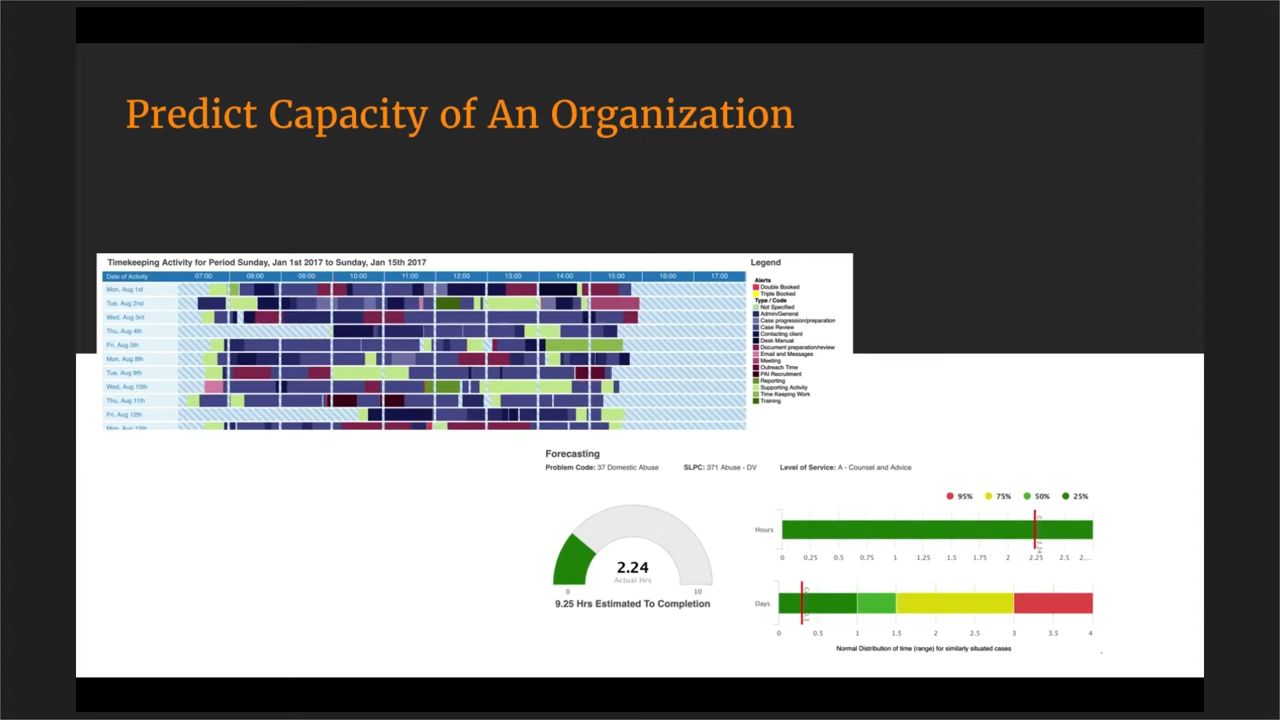 Predict Capacity of An Organization
Timekeeping Activity for Period Sunday, Jan 1st 2017 to Sunday, Jan 15th 2017
Date of Activity 07:00 08:00 09:00 10:00 11:00 12:00 13:00 14:00 15:00 16:00 17:00
Mon, Aug 1st
Tue, Aug 2nd
Wed, Aug 3rd
Thu, Aug 4th
Fri, Aug 5th
Mon, Aug 8th
Tue, Aug 9th
Wed, Aug 10th
Thu, Aug 11th
Fri, Aug 12th
Mon, Aug 15th
Legend
Alerts
Double Booked
Triple Booked
Type / Code
Not Specified
Admin/General
Case progression/preparation
Case Review
Contacting client
Desk Manual
Document preparation/review
Email and Messages
Meeting
Outreach Time
PAI Recruitment
Reporting
Supporting Activity
Time Keeping Work
Training
Forecasting
Problem Code: 37 Domestic Abuse SLPC: 371 Abuse - DV Level of Service: A - Counsel and Advice
2.24
Actual Hrs
0 10
9.25 Hrs Estimated To Completion
95% 75% 50% 25%
Hours
0 0.25 0.5 0.75 1 1.25 1.5 1.75 2 2.25 2.5 2....
Days
0 0.5 1 1.5 2 2.5 3 3.5 4
Normal Distribution of time (range) for similarly situated cases